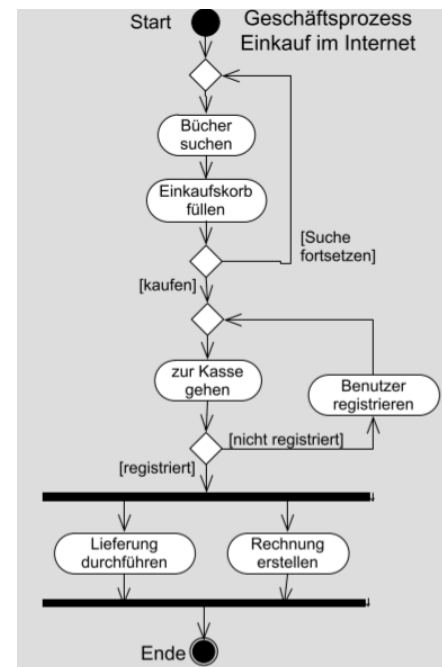 Start
Geschäftsprozess
Einkauf im Internet
Bücher
suchen
Einkaufskorb
füllen
[Suche
fortsetzen]
[kaufen]
zur Kasse
gehen
Benutzer
registrieren
[nicht registriert]
[registriert]
Lieferung
durchführen
Rechnung
erstellen
Ende